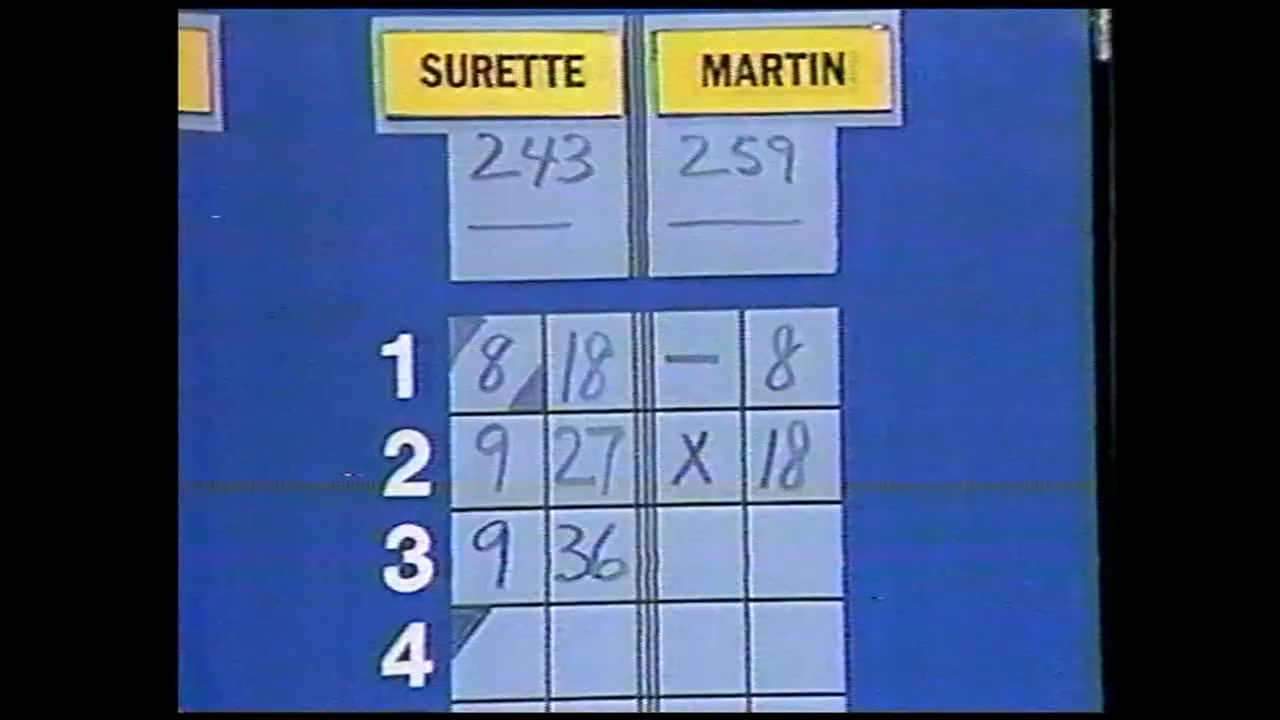 SURETTE MARTIN
243 259
1 8 18 – 8
2 9 27 X 18
3 9 36
4